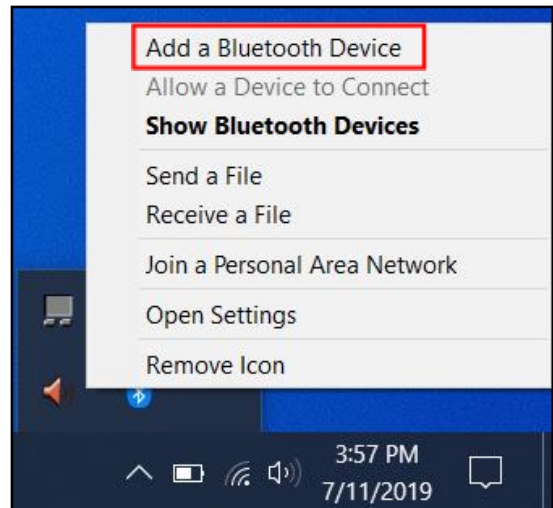 Add a Bluetooth Device
Allow a Device to Connect
Show Bluetooth Devices
Send a File
Receive a File
Join a Personal Area Network
Open Settings
Remove Icon
3:57 PM
7/11/2019